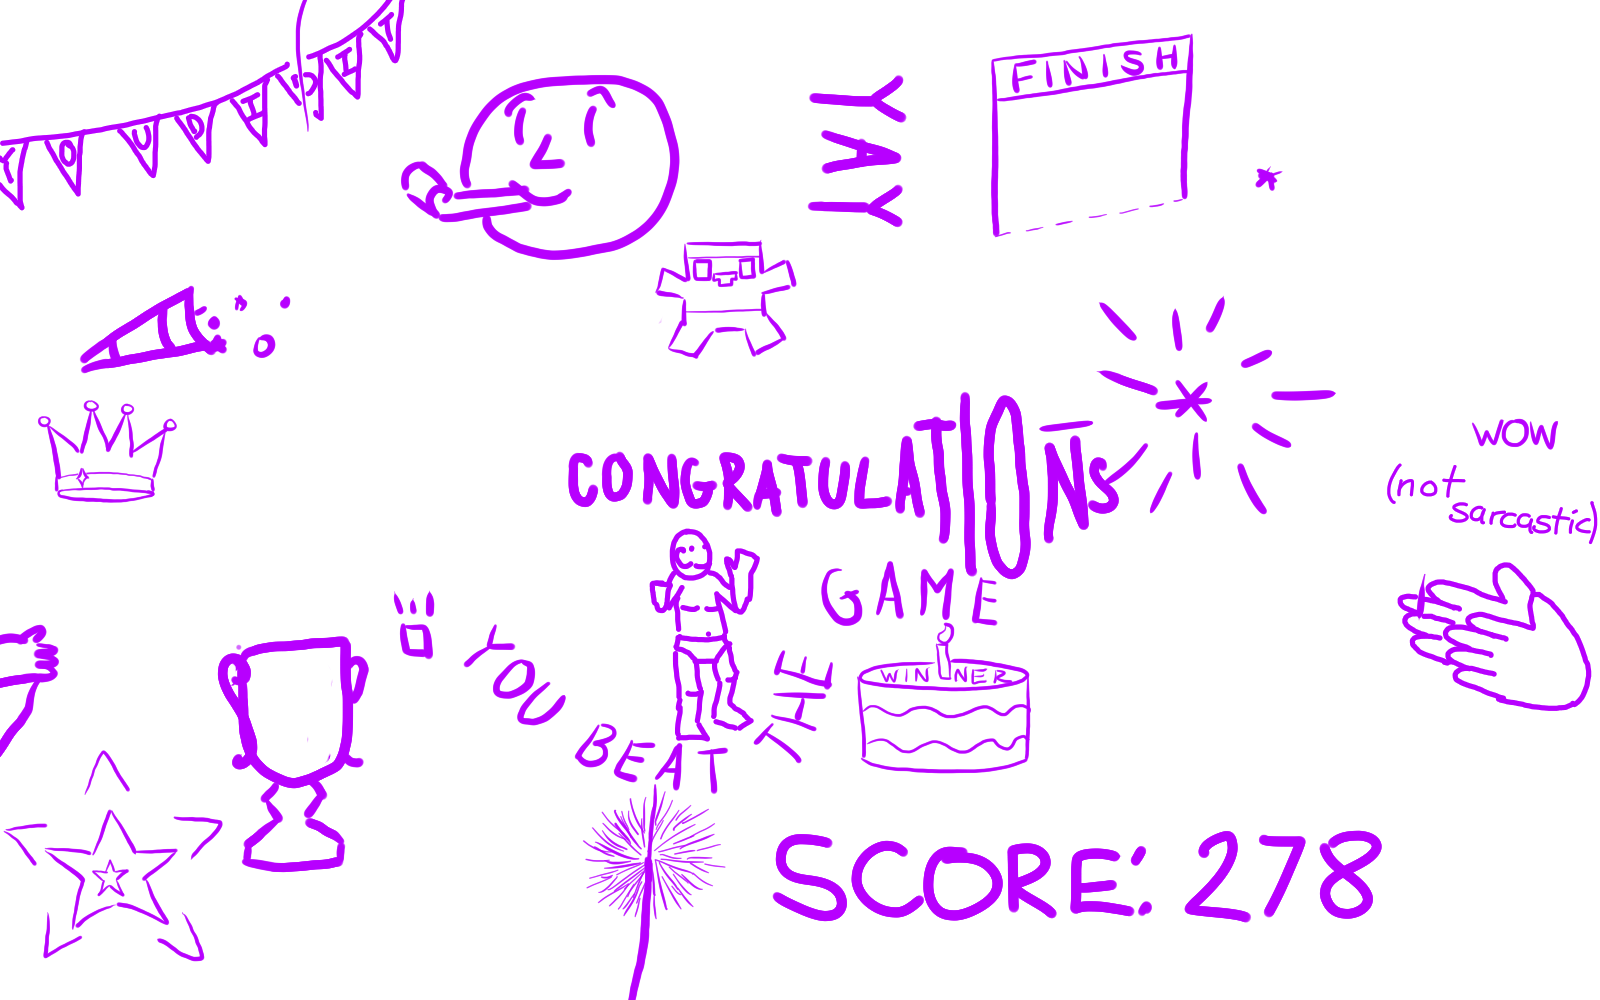 YOU DID IT
YAY
FINISH
CONGRATULATIONS
WOW
(not
sarcastic)
YOU BEAT THE GAME
WINNER
SCORE: 278